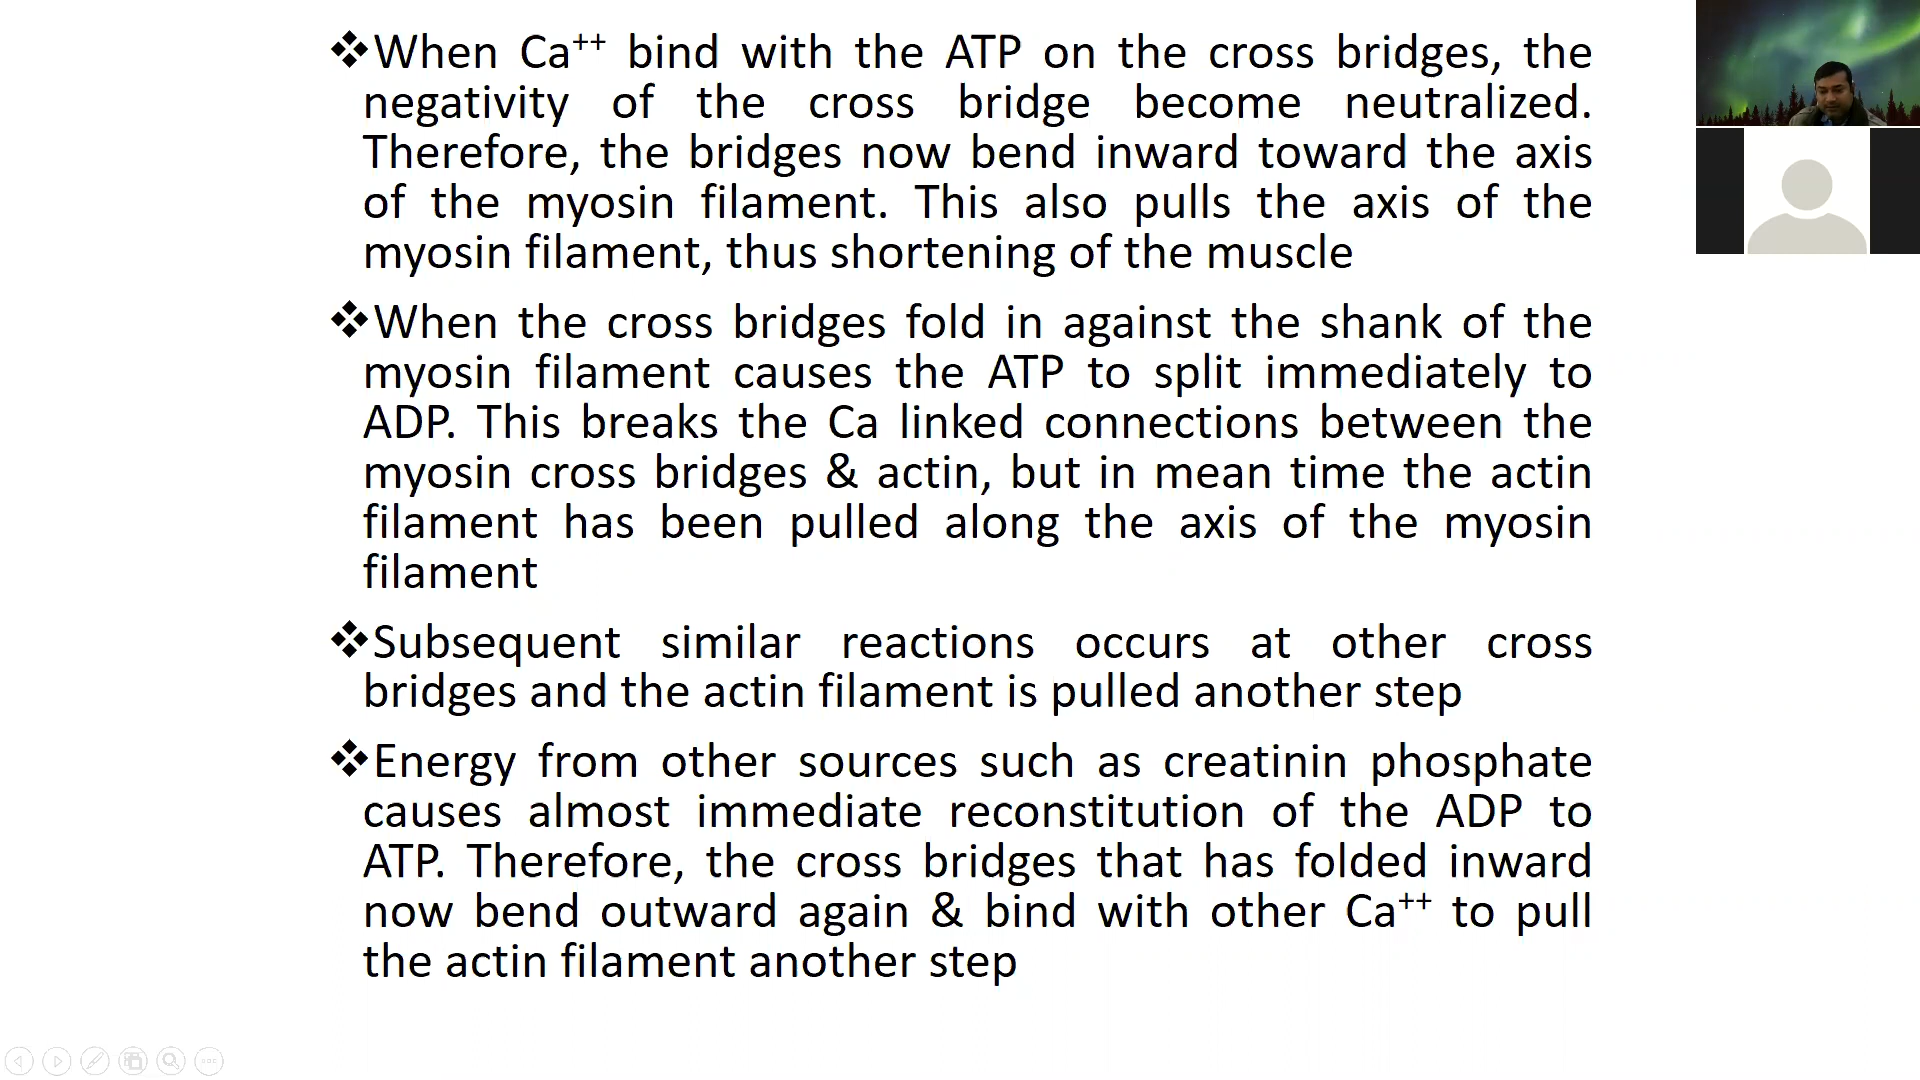 ❖When Ca⁺⁺ bind with the ATP on the cross bridges, the
negativity of the cross bridge become neutralized.
Therefore, the bridges now bend inward toward the axis
of the myosin filament. This also pulls the axis of the
myosin filament, thus shortening of the muscle
❖When the cross bridges fold in against the shank of the
myosin filament causes the ATP to split immediately to
ADP. This breaks the Ca linked connections between the
myosin cross bridges & actin, but in mean time the actin
filament has been pulled along the axis of the myosin
filament
❖Subsequent similar reactions occurs at other cross
bridges and the actin filament is pulled another step
❖Energy from other sources such as creatinin phosphate
causes almost immediate reconstitution of the ADP to
ATP. Therefore, the cross bridges that has folded inward
now bend outward again & bind with other Ca⁺⁺ to pull
the actin filament another step